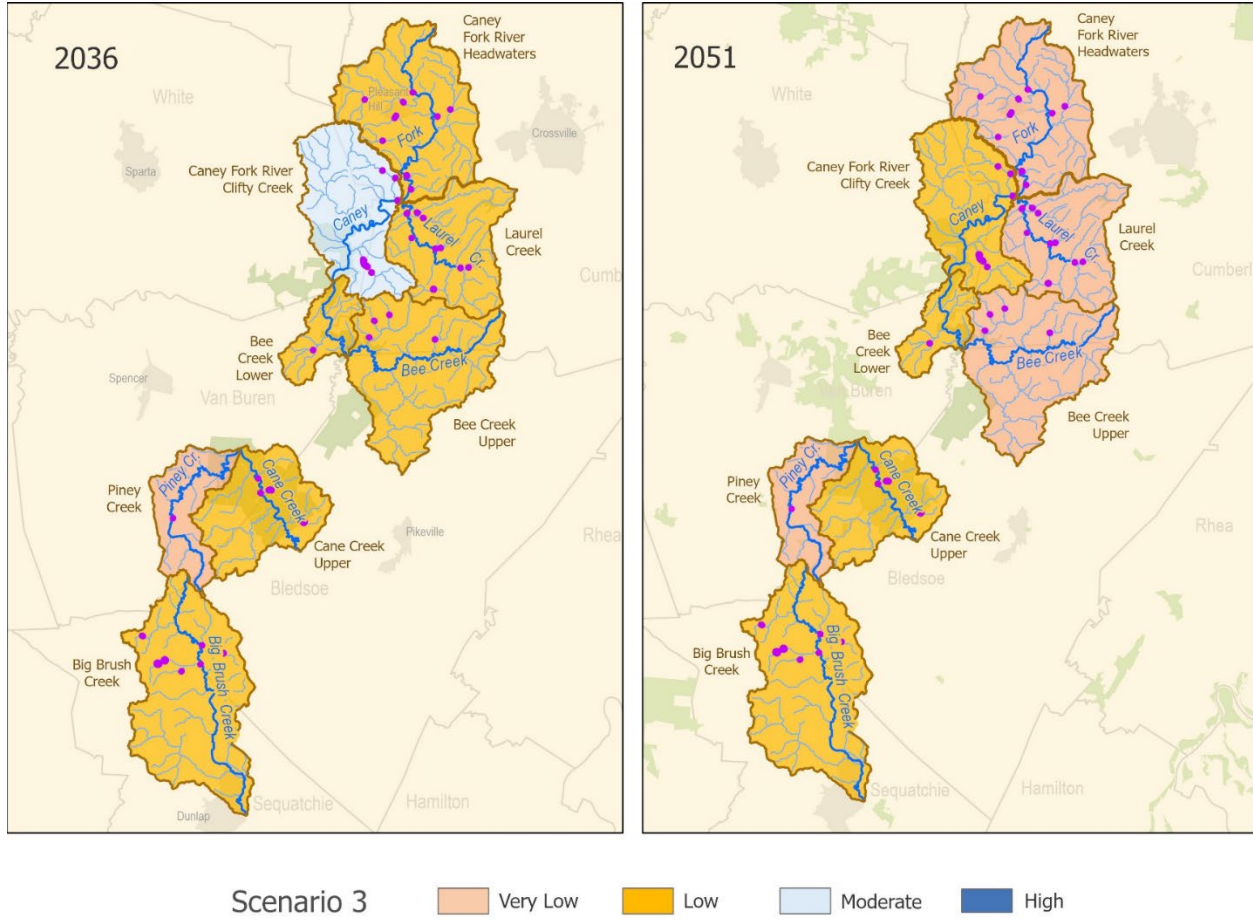 2036
Caney
Fork River
Headwaters
White
Pleasant
Hill
Crossville
Fork
Sparta
Caney Fork River
Clifty Creek
Caney
Laurel
Cr.
Laurel
Creek
Cumb
Bee
Creek
Lower
Spencer
Van Buren
Bee Creek
Bee Creek
Upper
Piney Cr.
Piney
Creek
Cane Creek
Pikeville
Rhea
Cane Creek
Upper
Bledsoe
Big Brush
Creek
Big Brush Creek
Sequatchie
Hamilton
Dunlap
2051
Caney
Fork River
Headwaters
White
Fork
Caney Fork River
Clifty Creek
Caney
Laurel
Cr.
Laurel
Creek
Cumberl
Bee
Creek
Lower
Van Buren
Bee Creek
Bee Creek
Upper
Piney Cr.
Piney
Creek
Cane Creek
Rhea
Cane Creek
Upper
Bledsoe
Big Brush
Creek
Big Brush Creek
Sequatchie
Hamilton
Scenario 3
Very Low
Low
Moderate
High